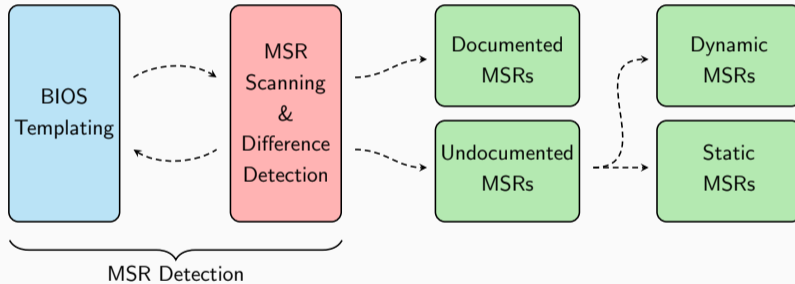 BIOS
Templating
MSR
Scanning
&
Difference
Detection
Documented
MSRs
Undocumented
MSRs
Dynamic
MSRs
Static
MSRs
MSR Detection